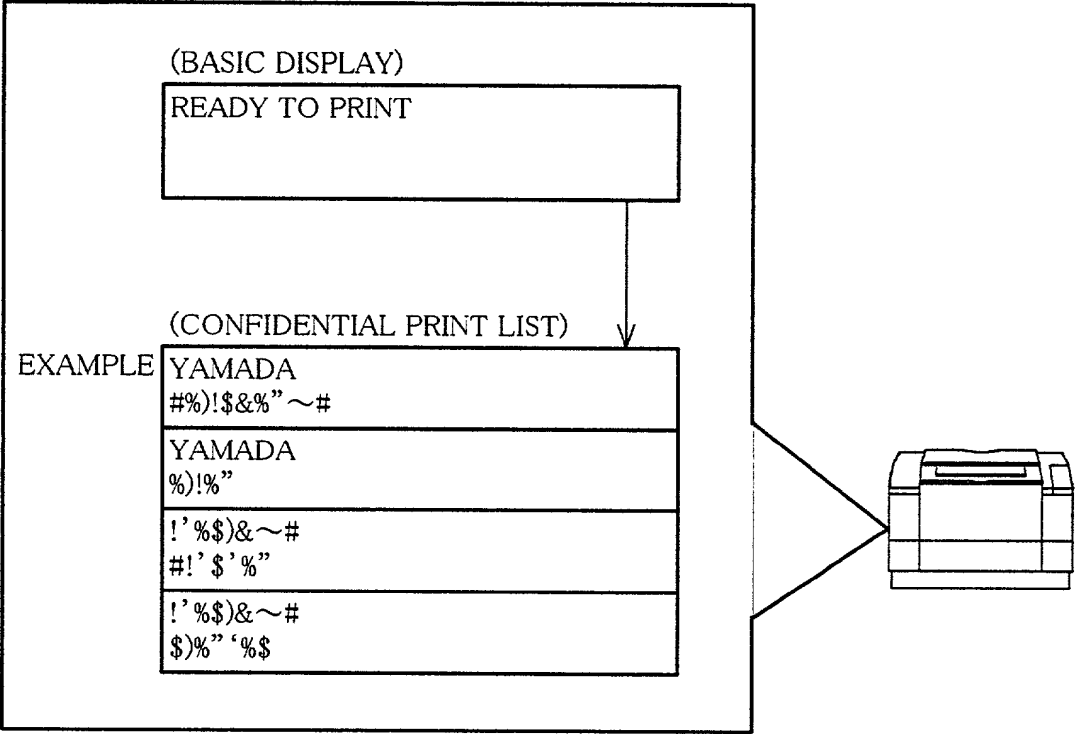 (BASIC DISPLAY)
READY TO PRINT
(CONFIDENTIAL PRINT LIST)
EXAMPLE
YAMADA
#%)!$&%”～#
YAMADA
%)!%”
!’%$)&～#
#!’$’%”
!’%$)&～#
$)%”‘%$